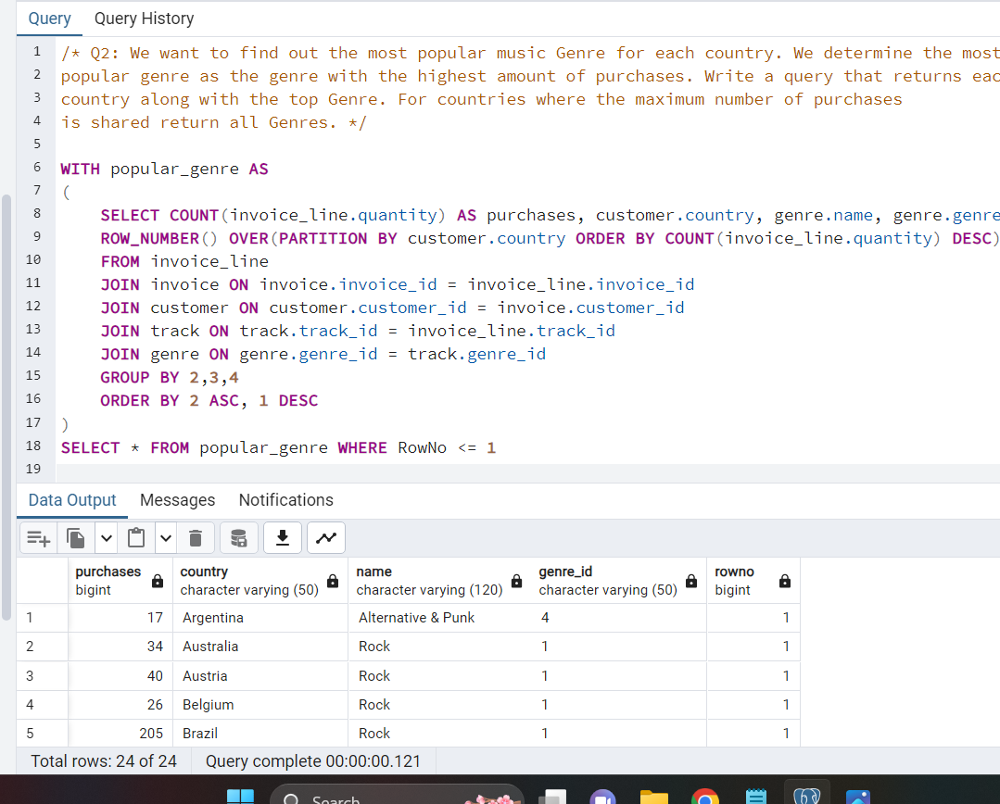 Query Query History
1 /* Q2: We want to find out the most popular music Genre for each country. We determine the most
2 popular genre as the genre with the highest amount of purchases. Write a query that returns eac
3 country along with the top Genre. For countries where the maximum number of purchases
4 is shared return all Genres. */
5
6 WITH popular_genre AS
7 (
8 SELECT COUNT(invoice_line.quantity) AS purchases, customer.country, genre.name, genre.genre
9 ROW_NUMBER() OVER(PARTITION BY customer.country ORDER BY COUNT(invoice_line.quantity) DESC)
10 FROM invoice_line
11 JOIN invoice ON invoice.invoice_id = invoice_line.invoice_id
12 JOIN customer ON customer.customer_id = invoice.customer_id
13 JOIN track ON track.track_id = invoice_line.track_id
14 JOIN genre ON genre.genre_id = track.genre_id
15 GROUP BY 2,3,4
16 ORDER BY 2 ASC, 1 DESC
17 )
18 SELECT * FROM popular_genre WHERE RowNo <= 1
19
Data Output Messages Notifications
purchases country name genre_id rowno
bigint character varying (50) character varying (120) character varying (50) bigint
1 17 Argentina Alternative & Punk 4 1
2 34 Australia Rock 1 1
3 40 Austria Rock 1 1
4 26 Belgium Rock 1 1
5 205 Brazil Rock 1 1
Total rows: 24 of 24 Query complete 00:00:00.121
Search